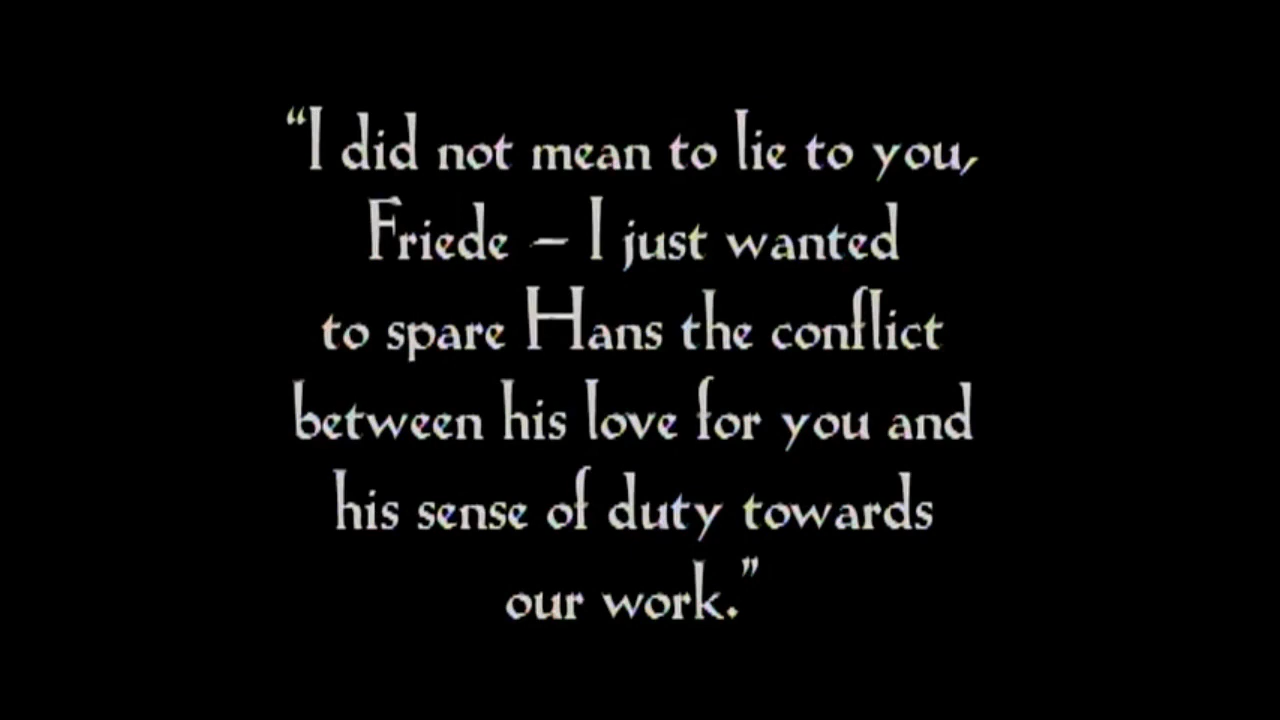 “I did not mean to lie to you,
Friede – I just wanted
to spare Hans the conflict
between his love for you and
his sense of duty towards
our work.”